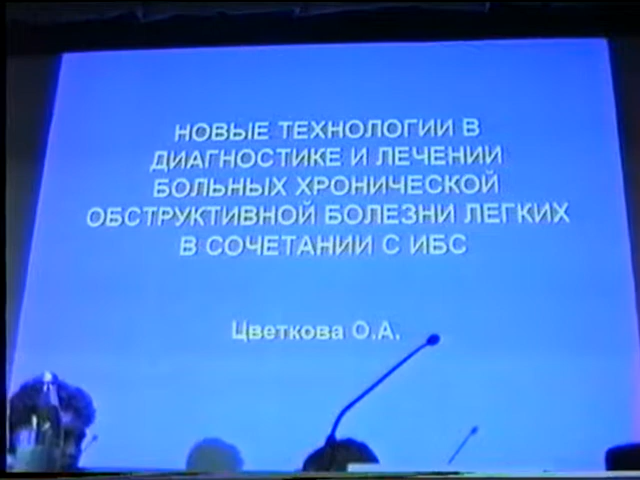 НОВЫЕ ТЕХНОЛОГИИ В
ДИАГНОСТИКЕ И ЛЕЧЕНИИ
БОЛЬНЫХ ХРОНИЧЕСКОЙ
ОБСТРУКТИВНОЙ БОЛЕЗНИ ЛЕГКИХ
В СОЧЕТАНИИ С ИБС
Цветкова О.А.